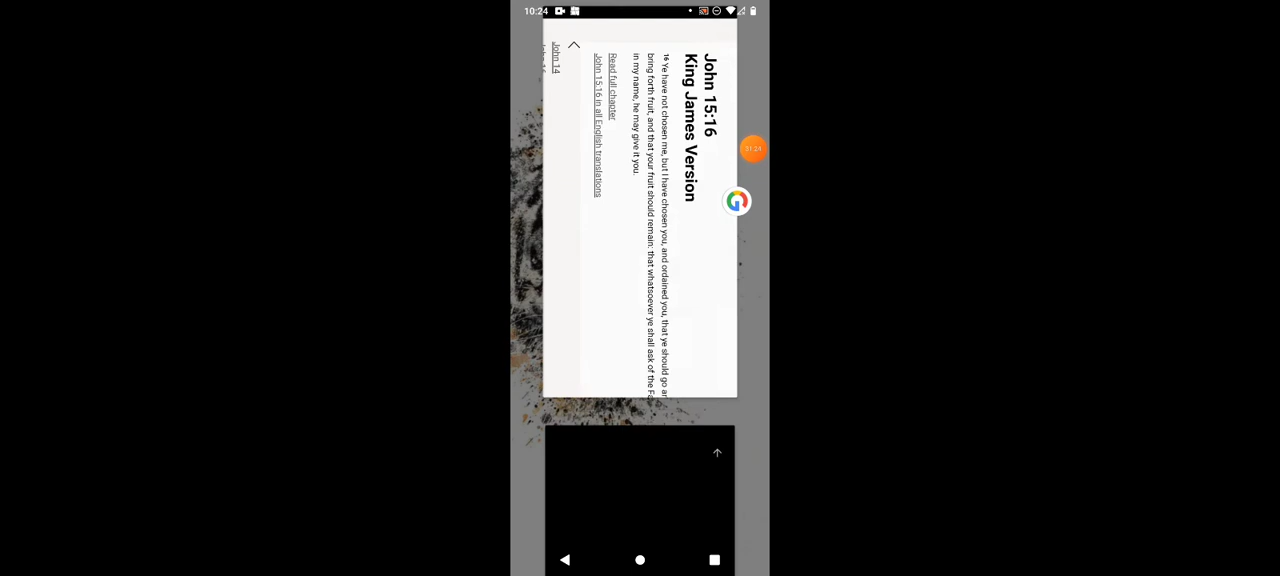 10:24
John 15:16
King James Version
16 Ye have not chosen me, but I have chosen you, and ordained you, that ye should go
bring forth fruit, and that your fruit should remain: that whatsoever ye shall ask of the
in my name, he may give it you.
Read full chapter
John 15:16 in all English translations
John 14